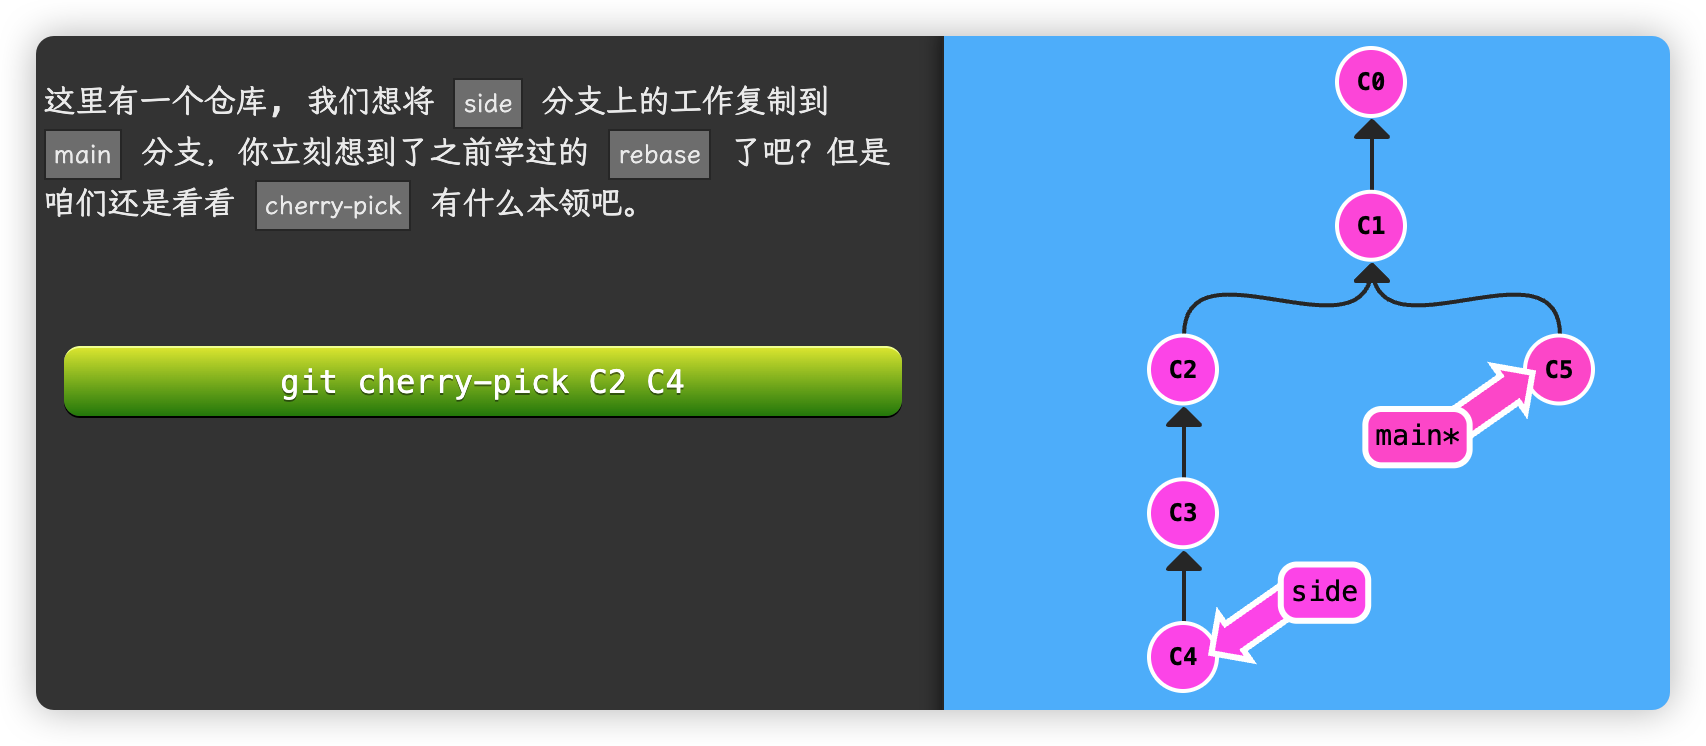 这里有一个仓库, 我们想将 side 分支上的工作复制到
main 分支, 你立刻想到了之前学过的 rebase 了吧? 但是
咱们还是看看 cherry-pick 有什么本领吧。
git cherry-pick C2 C4
C0
C1
C2
C5
main*
C3
side
C4